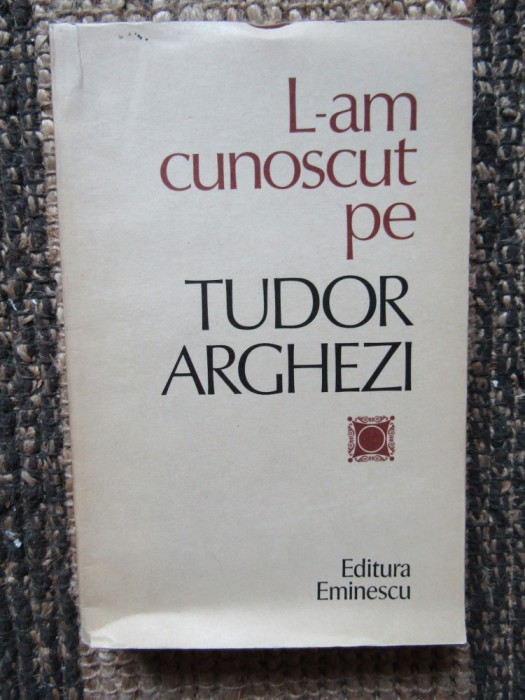 L-am
cunoscut
pe
TUDOR
ARGHEZI
Editura
Eminescu